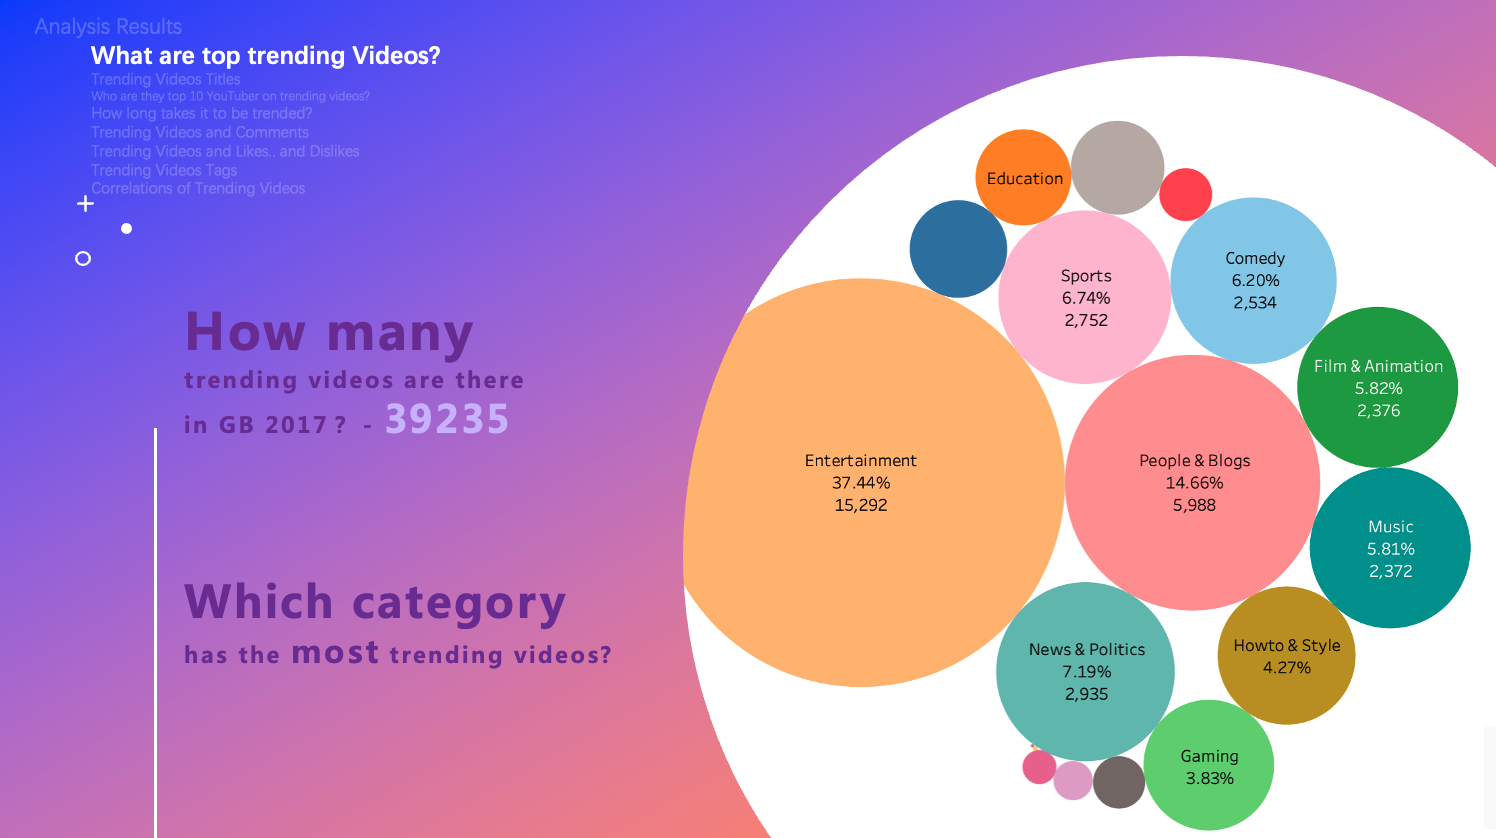 Analysis Results
What are top trending Videos?
Trending Videos Titles
Who are they top 10 YouTuber on trending videos?
How long takes it to be trended?
Trending Videos and Comments
Trending Videos and Likes.. and Dislikes
Trending Videos Tags
Correlations of Trending Videos
How many
trending videos are there
in GB 2017 ? - 39235
Which category
has the most trending videos?
Education
Sports
6.74%
2,752
Comedy
6.20%
2,534
Film & Animation
5.82%
2,376
Entertainment
37.44%
15,292
People & Blogs
14.66%
5,988
Music
5.81%
2,372
News & Politics
7.19%
2,935
Howto & Style
4.27%
Gaming
3.83%